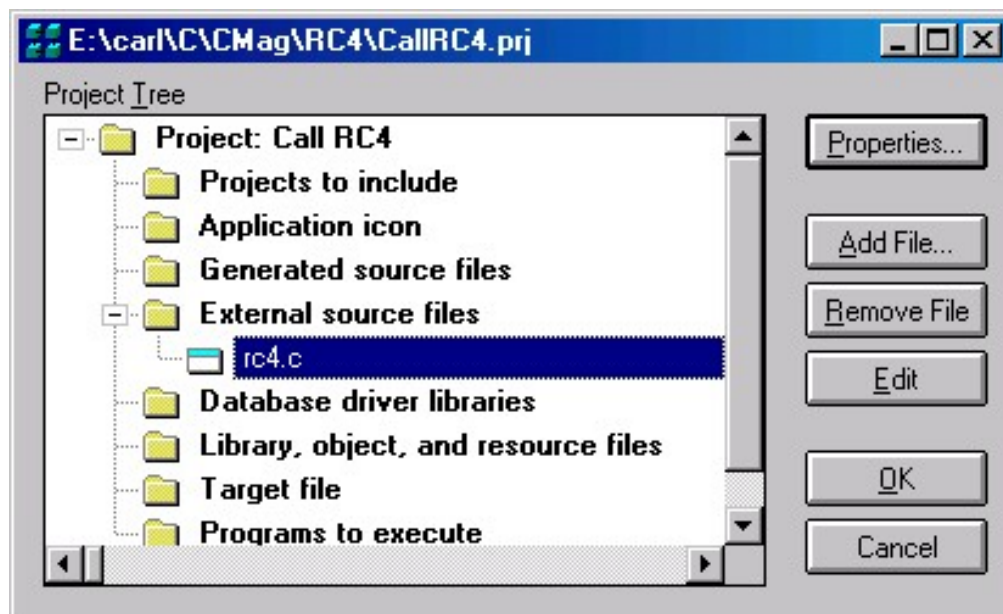 E:\carl\C\CMag\RC4\CallRC4.prj
Project Tree
Project: Call RC4
Properties...
Projects to include
Application icon
Add File...
Generated source files
External source files
Remove File
rc4.c
Edit
Database driver libraries
Library, object, and resource files
Target file
OK
Programs to execute
Cancel